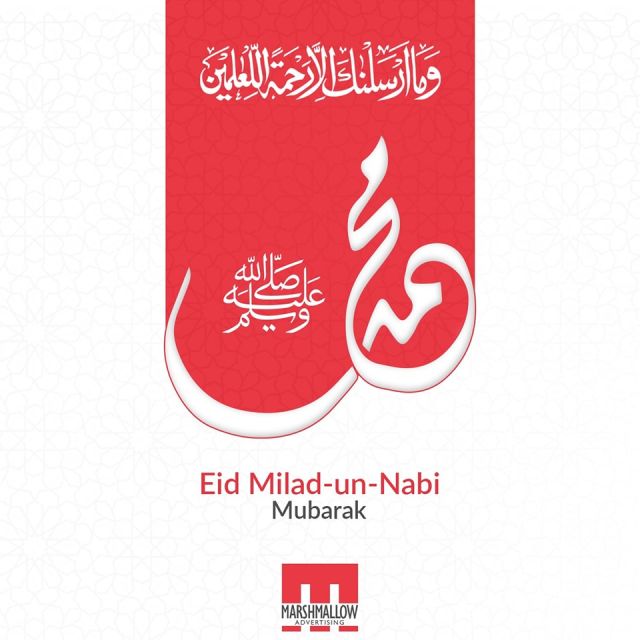 وما أرسلنك إلا رحمة للعلمين
محمد
صلى الله
عليه
وسلم
Eid Milad-un-Nabi
Mubarak
MARSHMALLOW
ADVERTISING